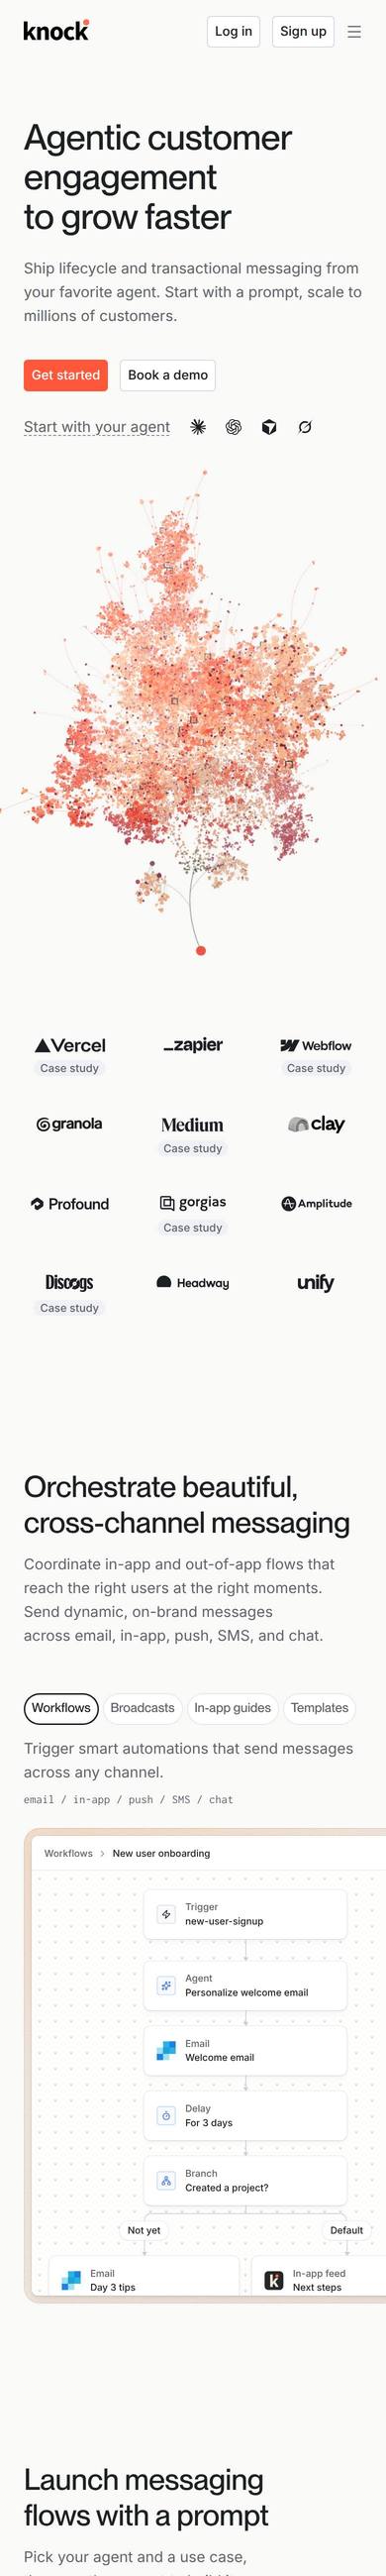 knock
Log in
Sign up
Agentic customer
engagement
to grow faster
Ship lifecycle and transactional messaging from
your favorite agent. Start with a prompt, scale to
millions of customers.
Get started
Book a demo
Start with your agent
Vercel
zapier
Webflow
Case study
Case study
granola
Medium
clay
Case study
Profound
gorgias
Amplitude
Case study
Discogs
Headway
unify
Case study
Orchestrate beautiful,
cross-channel messaging
Coordinate in-app and out-of-app flows that
reach the right users at the right moments.
Send dynamic, on-brand messages
across email, in-app, push, SMS, and chat.
Workflows
Broadcasts
In-app guides
Templates
Trigger smart automations that send messages
across any channel.
email / in-app / push / SMS / chat
Workflows > New user onboarding
Trigger
new-user-signup
Agent
Personalize welcome email
Email
Welcome email
Delay
For 3 days
Branch
Created a project?
Not yet
Default
Email
Day 3 tips
In-app feed
Next steps
Launch messaging
flows with a prompt
Pick your agent and a use case,